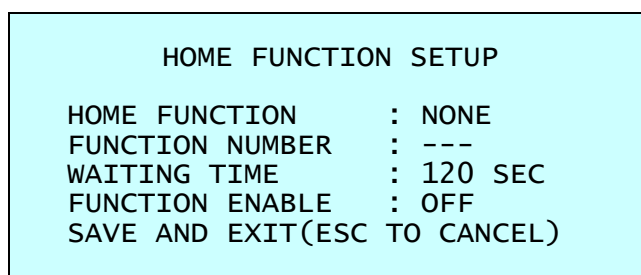 HOME FUNCTION SETUP
HOME FUNCTION : NONE
FUNCTION NUMBER : ---
WAITING TIME : 120 SEC
FUNCTION ENABLE : OFF
SAVE AND EXIT(ESC TO CANCEL)